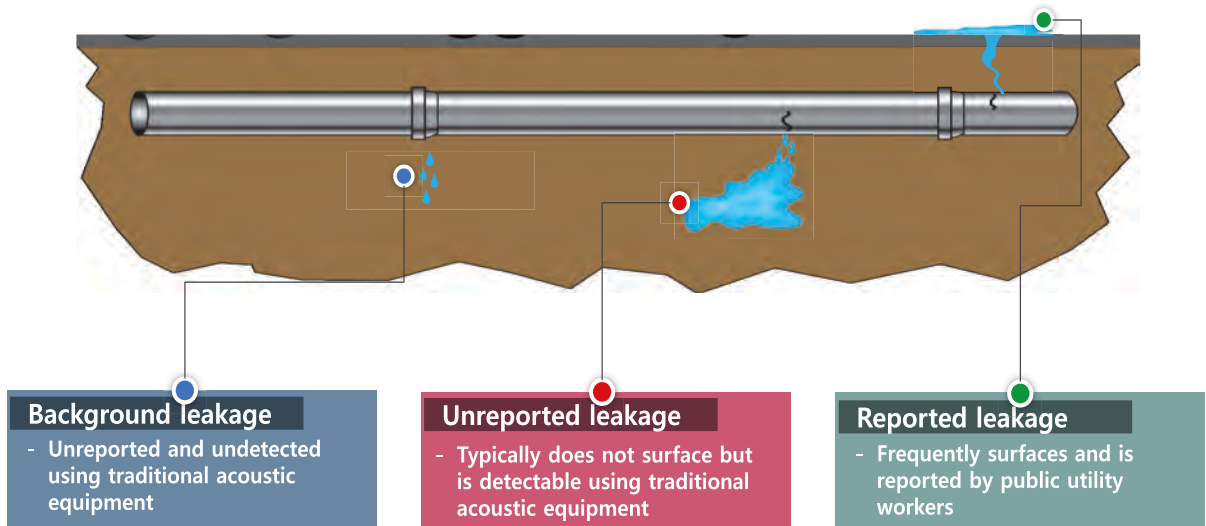 Background leakage
- Unreported and undetected
using traditional acoustic
equipment
Unreported leakage
- Typically does not surface but
is detectable using traditional
acoustic equipment
Reported leakage
- Frequently surfaces and is
reported by public utility
workers